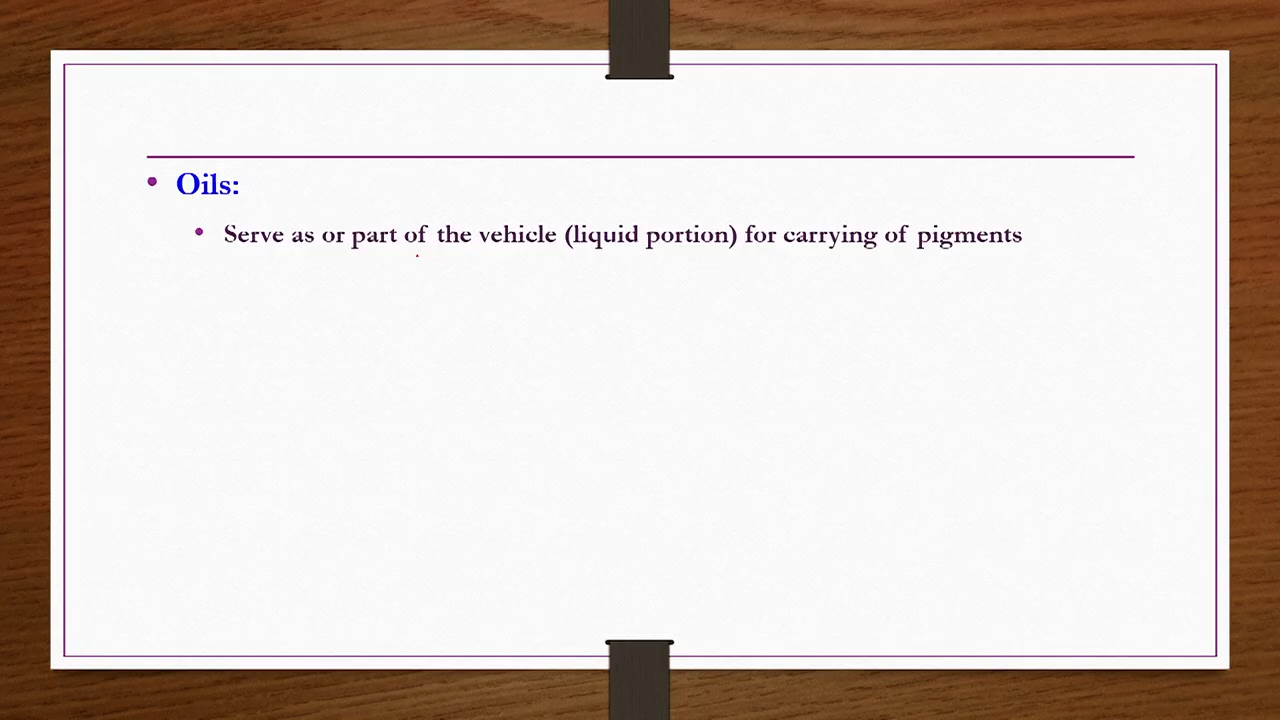 Oils:
Serve as or part of the vehicle (liquid portion) for carrying of pigments